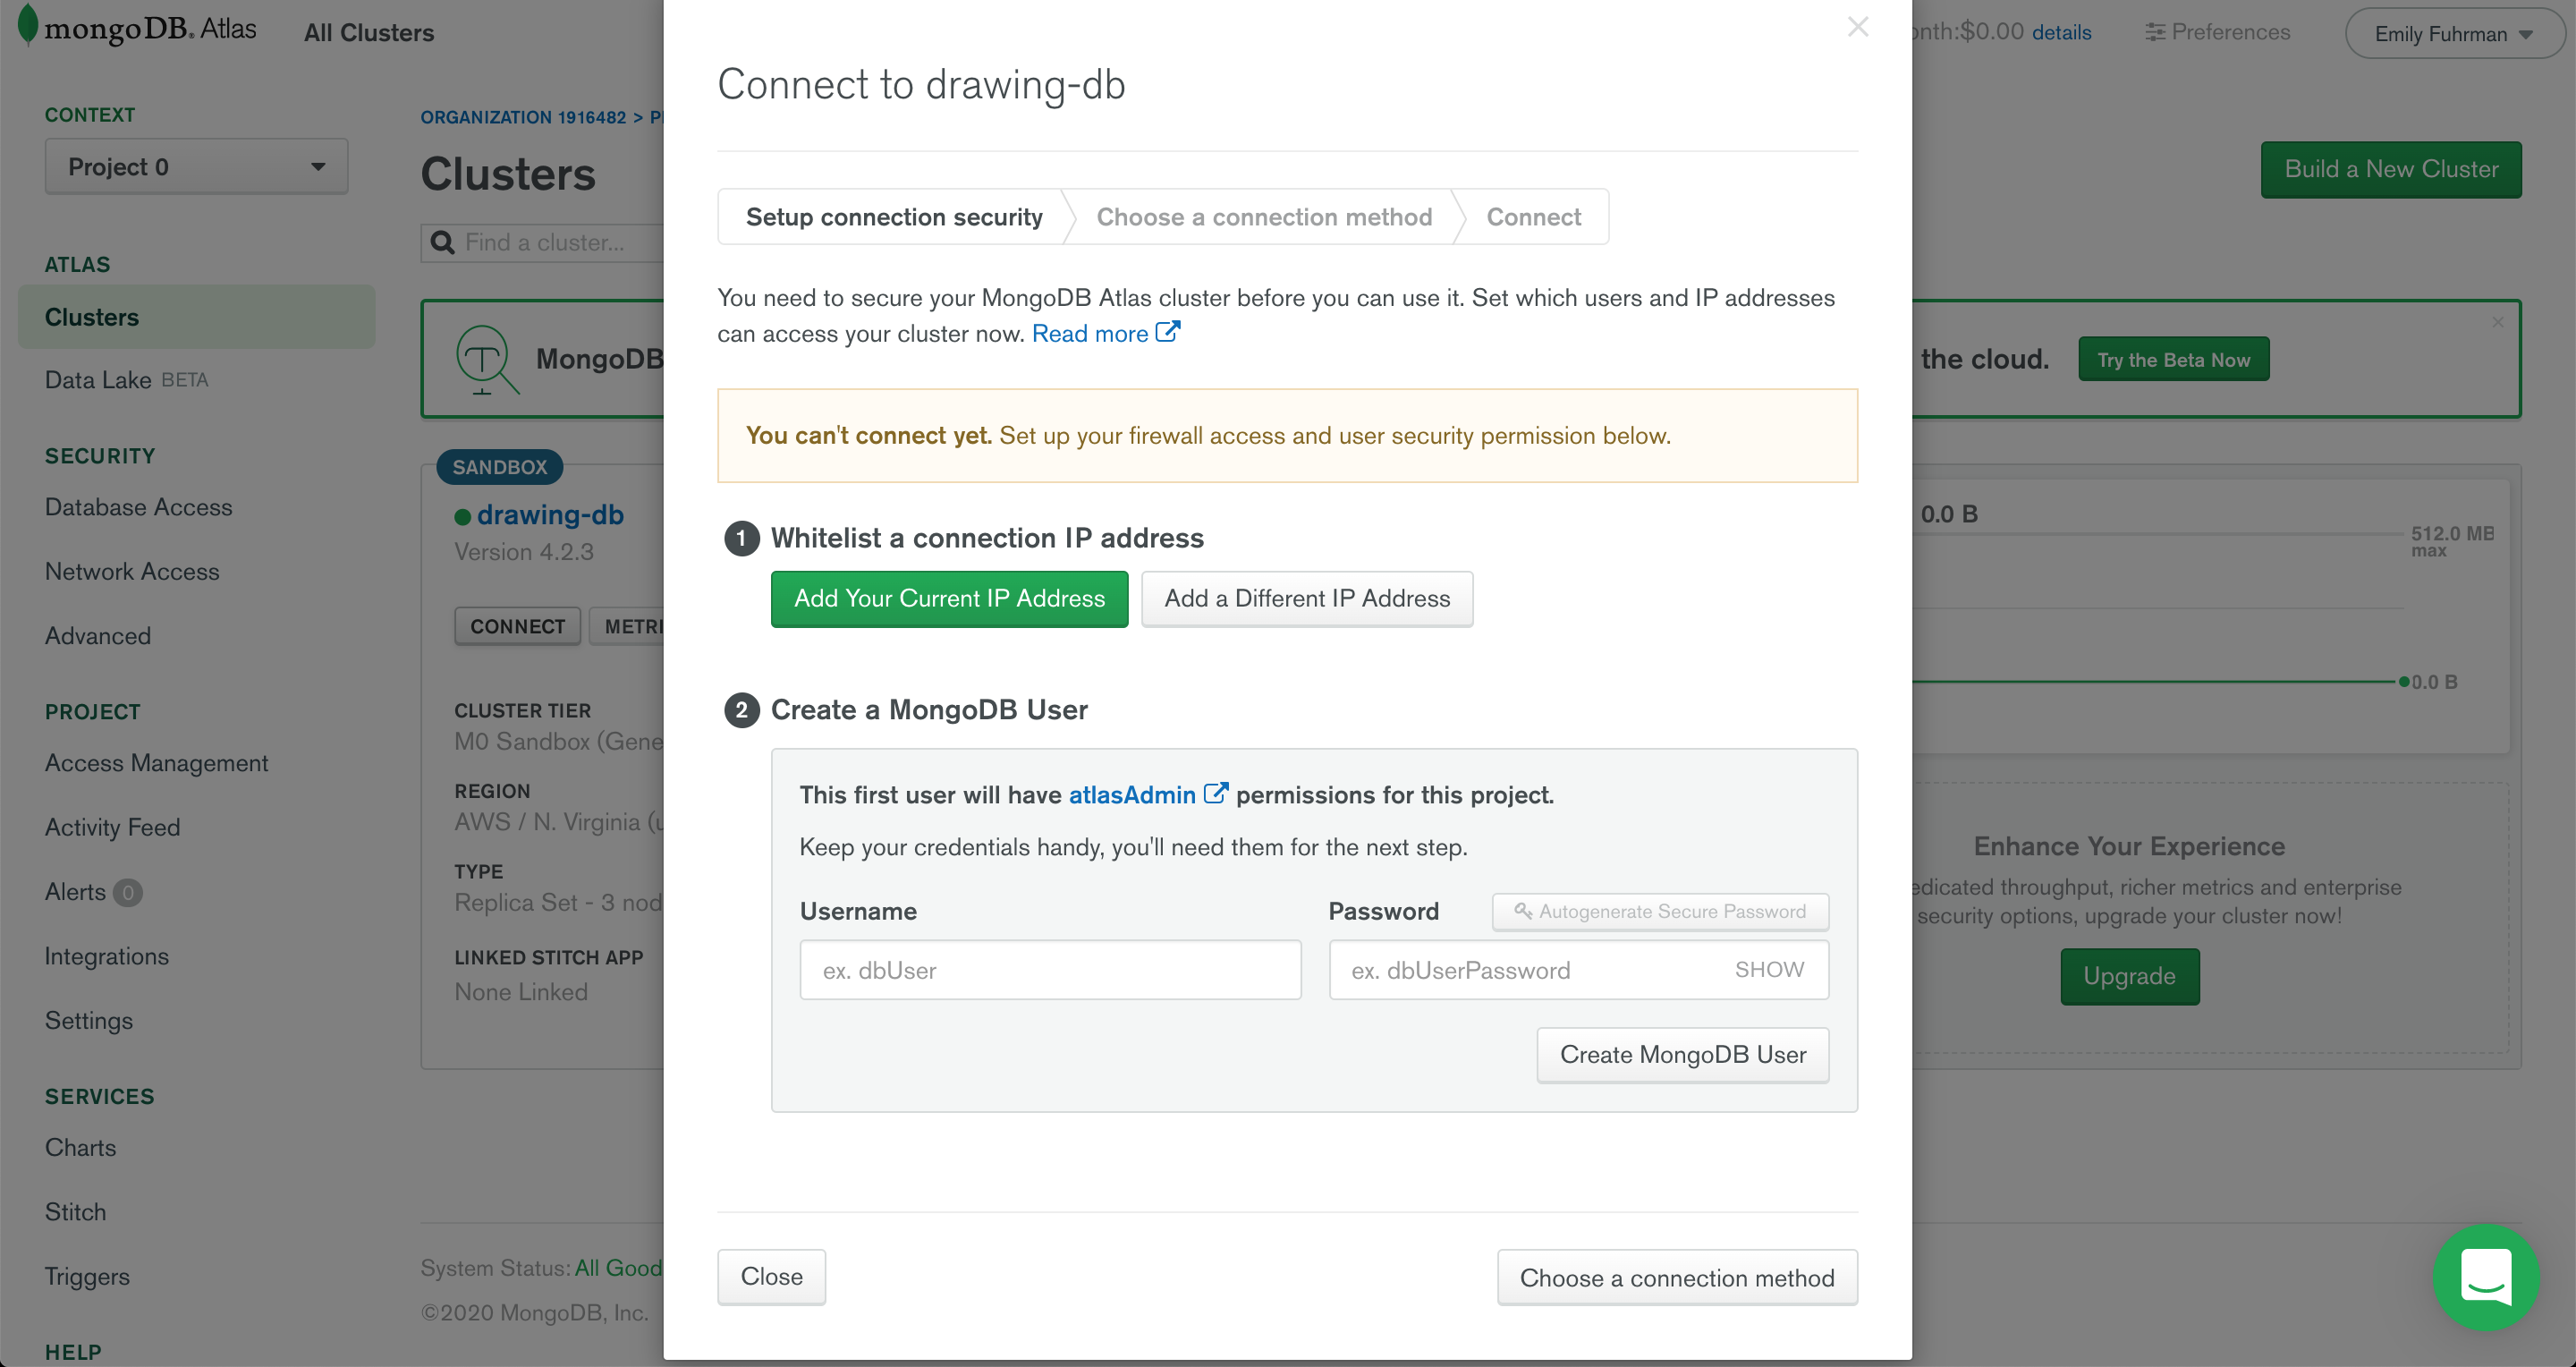 mongoDB. Atlas
All Clusters
onth:$0.00 details
Preferences
Emily Fuhrman
CONTEXT
Project 0
ATLAS
Clusters
Data Lake BETA
SECURITY
Database Access
Network Access
Advanced
PROJECT
Access Management
Activity Feed
Alerts 0
Integrations
Settings
SERVICES
Charts
Stitch
Triggers
HELP
ORGANIZATION 1916482 >
Clusters
Find a cluster...
MongoDB
SANDBOX
drawing-db
Version 4.2.3
CONNECT
METRI
CLUSTER TIER
M0 Sandbox (Gene
REGION
AWS / N. Virginia (u
TYPE
Replica Set - 3 nod
LINKED STITCH APP
None Linked
System Status: All Good
©2020 MongoDB, Inc.
Connect to drawing-db
Setup connection security
Choose a connection method
Connect
You need to secure your MongoDB Atlas cluster before you can use it. Set which users and IP addresses
can access your cluster now. Read more
You can't connect yet. Set up your firewall access and user security permission below.
1 Whitelist a connection IP address
Add Your Current IP Address
Add a Different IP Address
2 Create a MongoDB User
This first user will have atlasAdmin permissions for this project.
Keep your credentials handy, you'll need them for the next step.
Username
Password
Autogenerate Secure Password
ex. dbUser
ex. dbUserPassword
SHOW
Create MongoDB User
Close
Choose a connection method
Build a New Cluster
the cloud.
Try the Beta Now
0.0 B
512.0 MB
max
0.0 B
Enhance Your Experience
edicated throughput, richer metrics and enterprise
security options, upgrade your cluster now!
Upgrade